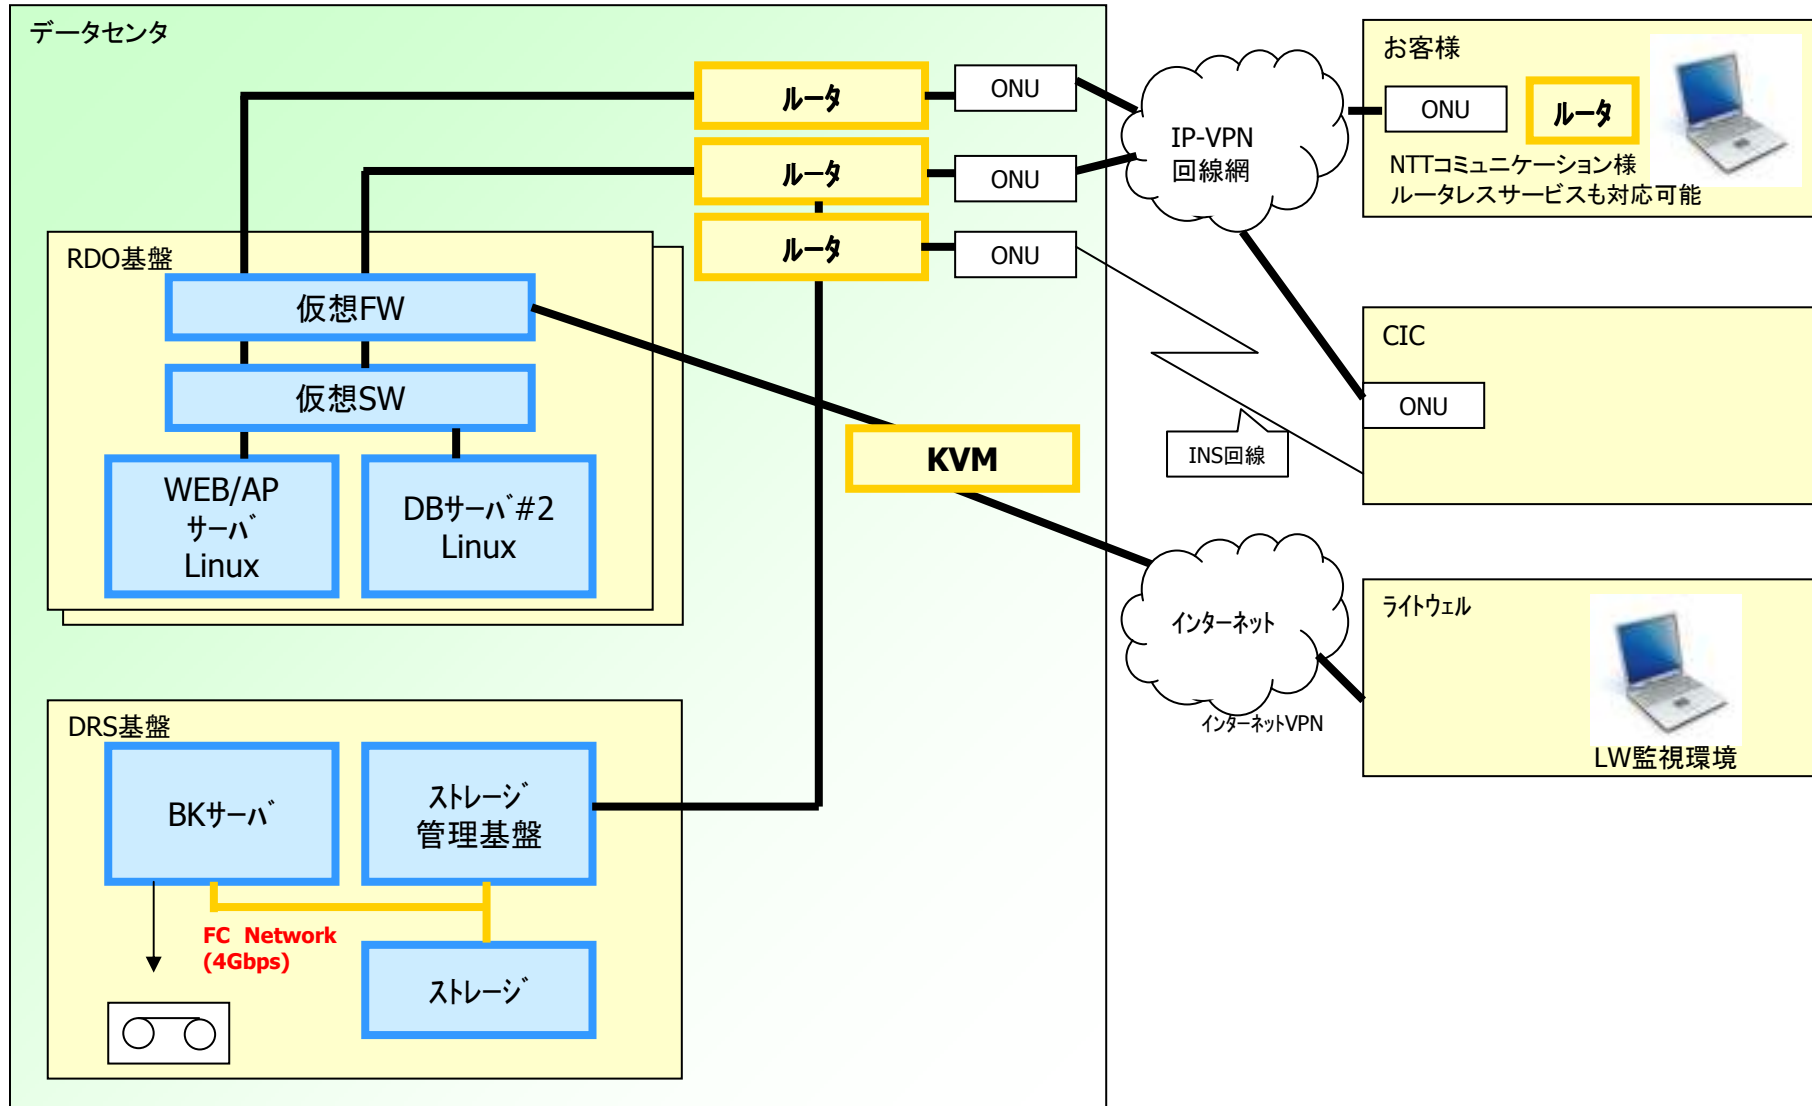 データセンタ
ルータ
ONU
ルータ
ONU
ルータ
ONU
IP-VPN
回線網
お客様
ONU
ルータ
NTTコミュニケーション様
ルータレスサービスも対応可能
RDO基盤
仮想FW
仮想SW
WEB/AP
ｻｰﾊﾞ
Linux
DBｻｰﾊﾞ#2
Linux
KVM
INS回線
CIC
ONU
インターネット
インターネットVPN
ライトウェル
LW監視環境
DRS基盤
BKｻｰﾊﾞ
ｽﾄﾚｰｼﾞ
管理基盤
FC Network
(4Gbps)
ｽﾄﾚｰｼﾞ